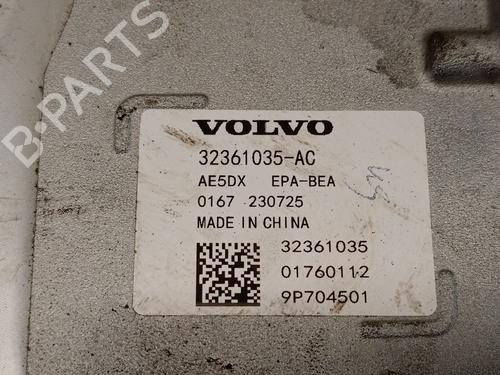 B-PARTS
VOLVO
32361035-AC
AE5DX EPA-BEA
0167 230725
MADE IN CHINA
32361035
01760112
9P704501